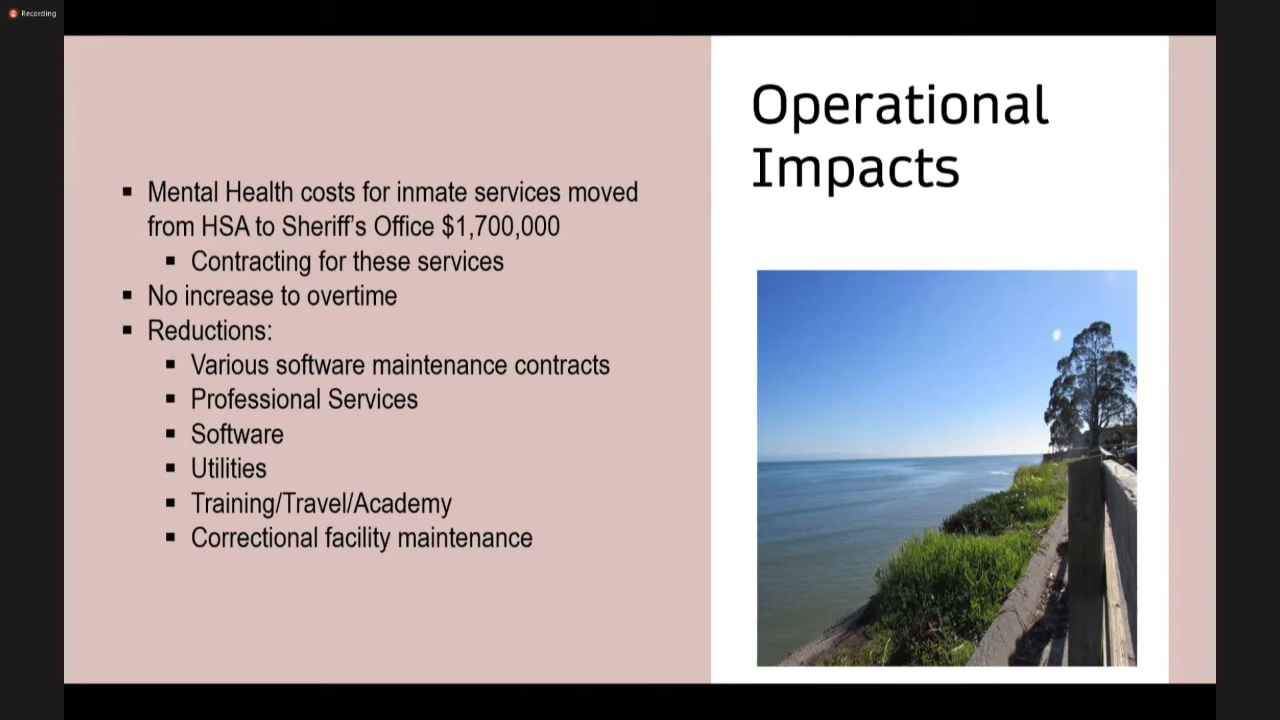 Recording
Operational
Impacts
▪ Mental Health costs for inmate services moved
from HSA to Sheriff's Office $1,700,000
▪ Contracting for these services
▪ No increase to overtime
▪ Reductions:
▪ Various software maintenance contracts
▪ Professional Services
▪ Software
▪ Utilities
▪ Training/Travel/Academy
▪ Correctional facility maintenance